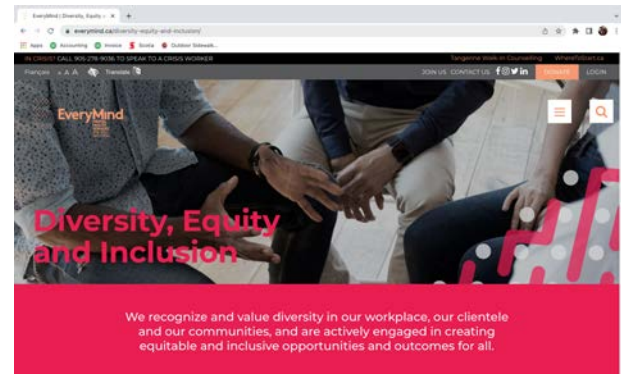 EveryMind | Diversity, Equity &
everymind.ca/diversity-equity-and-inclusion/
Apps Accounting Invoice Scotia Outdoor Sidewalk...
IN CRISIS? CALL 905-278-9036 TO SPEAK TO A CRISIS WORKER Tangerine Walk-in Counselling WhereToStart.ca
Français A A A Translate JOIN US CONTACT US DONATE LOGIN
EveryMind
Diversity, Equity
and Inclusion
We recognize and value diversity in our workplace, our clientele
and our communities, and are actively engaged in creating
equitable and inclusive opportunities and outcomes for all.